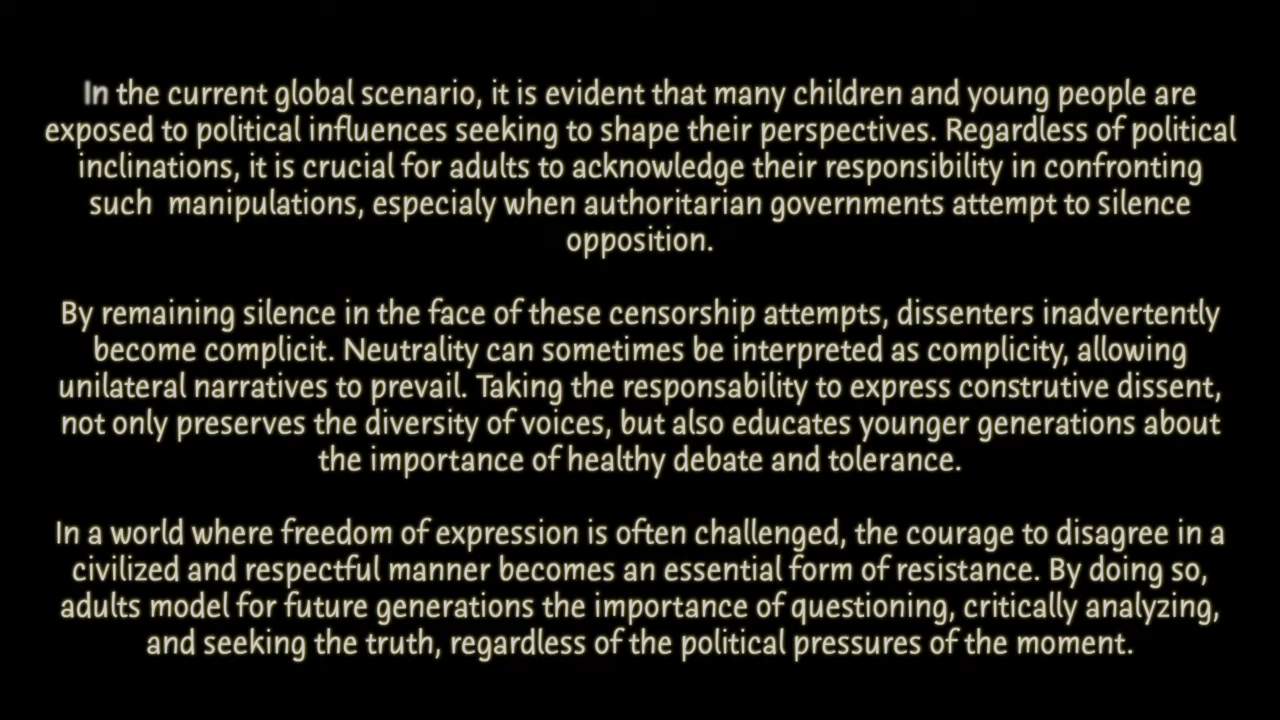 In the current global scenario, it is evident that many children and young people are
exposed to political influences seeking to shape their perspectives. Regardless of political
inclinations, it is crucial for adults to acknowledge their responsibility in confronting
such  manipulations, especialy when authoritarian governments attempt to silence
opposition.
By remaining silence in the face of these censorship attempts, dissenters inadvertently
become complicit. Neutrality can sometimes be interpreted as complicity, allowing
unilateral narratives to prevail. Taking the responsability to express construtive dissent,
not only preserves the diversity of voices, but also educates younger generations about
the importance of healthy debate and tolerance.
In a world where freedom of expression is often challenged, the courage to disagree in a
civilized and respectful manner becomes an essential form of resistance. By doing so,
adults model for future generations the importance of questioning, critically analyzing,
and seeking the truth, regardless of the political pressures of the moment.